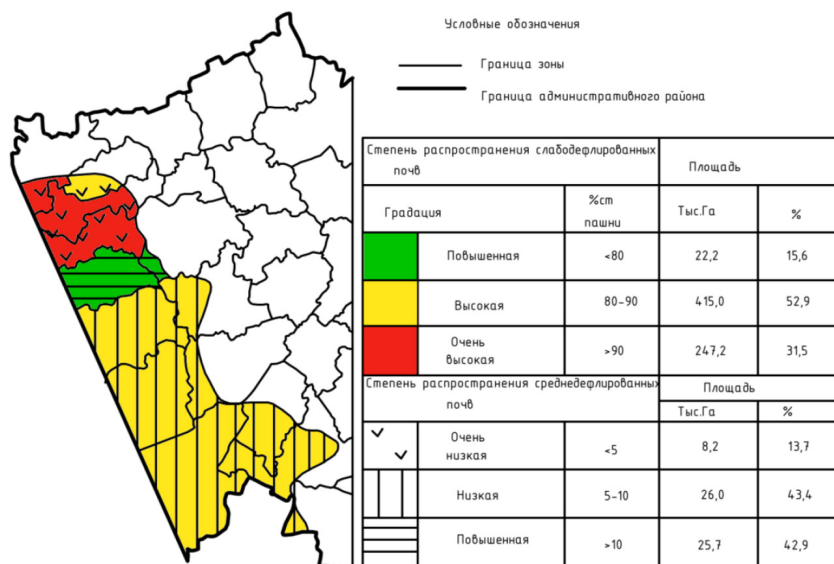 Условные обозначения
Граница зоны
Граница административного района
Степень распространения слабодефлированных почв
Площадь
Градация
%ст пашни
Тыс.Га
%
Повышенная
<80
22,2
15,6
Высокая
80-90
415,0
52,9
Очень высокая
>90
247,2
31,5
Степень распространения среднедефлированных почв
Площадь
Тыс.Га
%
Очень низкая
<5
8,2
13,7
Низкая
5-10
26,0
43,4
Повышенная
>10
25,7
42,9